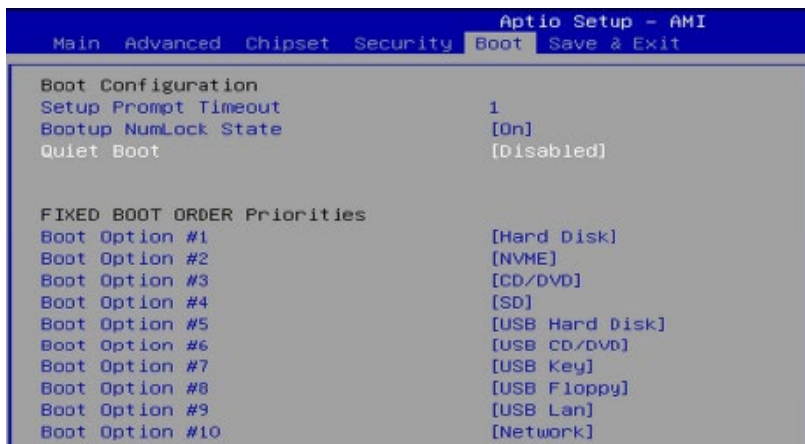 Aptio Setup - AMI
Main Advanced Chipset Security Boot Save & Exit
Boot Configuration
Setup Prompt Timeout 1
Bootup NumLock State [On]
Quiet Boot [Disabled]
FIXED BOOT ORDER Priorities
Boot Option #1 [Hard Disk]
Boot Option #2 [NVME]
Boot Option #3 [CD/DVD]
Boot Option #4 [SD]
Boot Option #5 [USB Hard Disk]
Boot Option #6 [USB CD/DVD]
Boot Option #7 [USB Key]
Boot Option #8 [USB Floppy]
Boot Option #9 [USB Lan]
Boot Option #10 [Network]